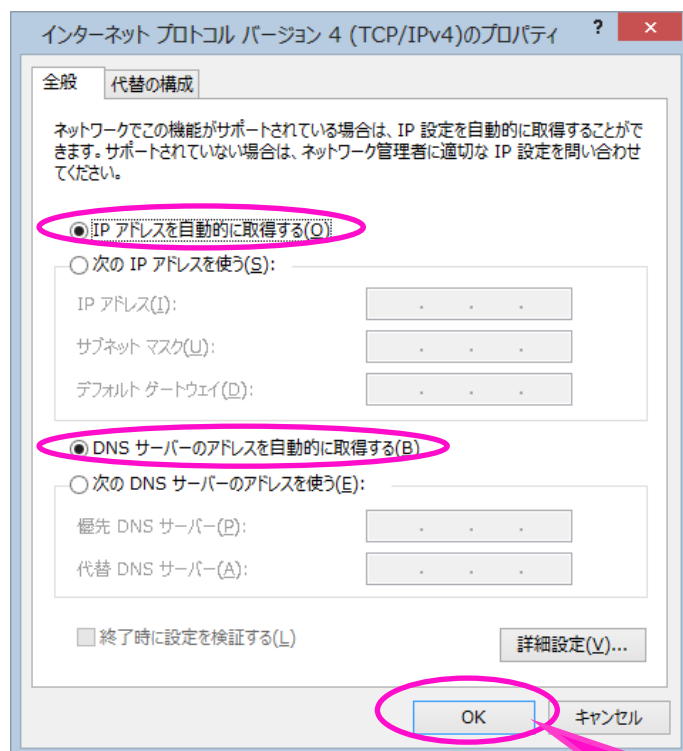 インターネット プロトコル バージョン 4 (TCP/IPv4)のプロパティ ? ×
全般 代替の構成
ネットワークでこの機能がサポートされている場合は、IP 設定を自動的に取得することがで
きます。サポートされていない場合は、ネットワーク管理者に適切な IP 設定を問い合わせ
てください。
IP アドレスを自動的に取得する(O)
次の IP アドレスを使う(S):
IP アドレス(I):
サブネット マスク(U):
デフォルト ゲートウェイ(D):
DNS サーバーのアドレスを自動的に取得する(B)
次の DNS サーバーのアドレスを使う(E):
優先 DNS サーバー(P):
代替 DNS サーバー(A):
終了時に設定を検証する(L)
詳細設定(V)...
OK キャンセル